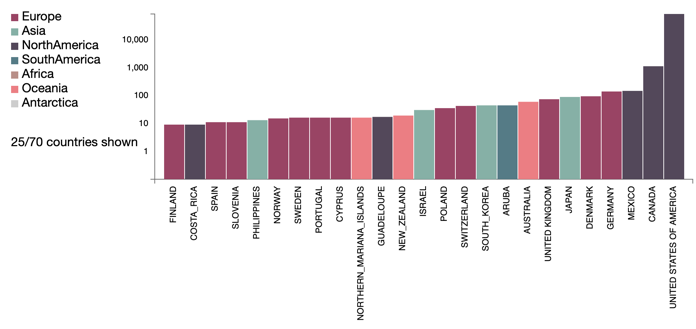 Europe
Asia
NorthAmerica
SouthAmerica
Africa
Oceania
Antarctica
25/70 countries shown
10,000
1,000
100
10
1
FINLAND
COSTA_RICA
SPAIN
SLOVENIA
PHILIPPINES
NORWAY
SWEDEN
PORTUGAL
CYPRUS
NORTHERN_MARIANA_ISLANDS
GUADELOUPE
NEW_ZEALAND
ISRAEL
POLAND
SWITZERLAND
SOUTH_KOREA
ARUBA
AUSTRALIA
UNITED KINGDOM
JAPAN
DENMARK
GERMANY
MEXICO
CANADA
UNITED STATES OF AMERICA